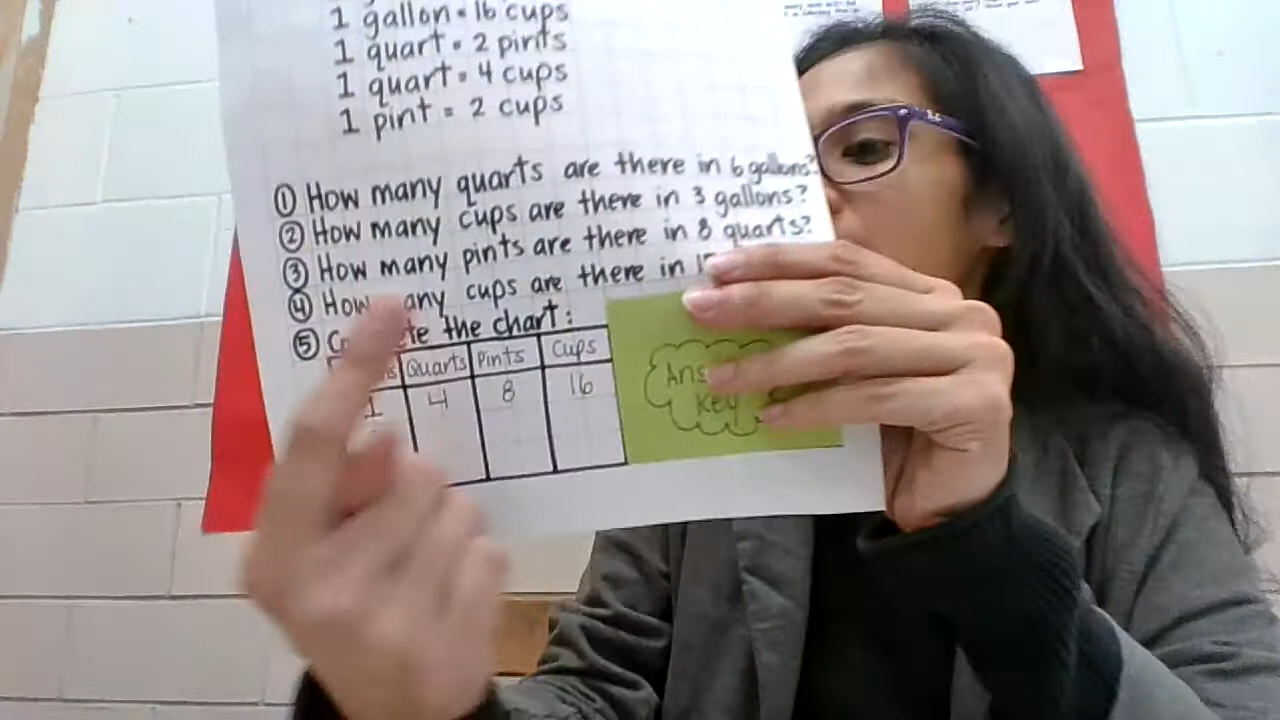 1 gallon = 16 cups
1 quart = 2 pints
1 quart = 4 cups
1 pint = 2 cups
① How many quarts are there in 6 gallons?
② How many cups are there in 3 gallons?
③ How many pints are there in 8 quarts?
④ How any cups are there in
⑤ the chart:
Quarts Pints Cups
1 4 8 16
Key